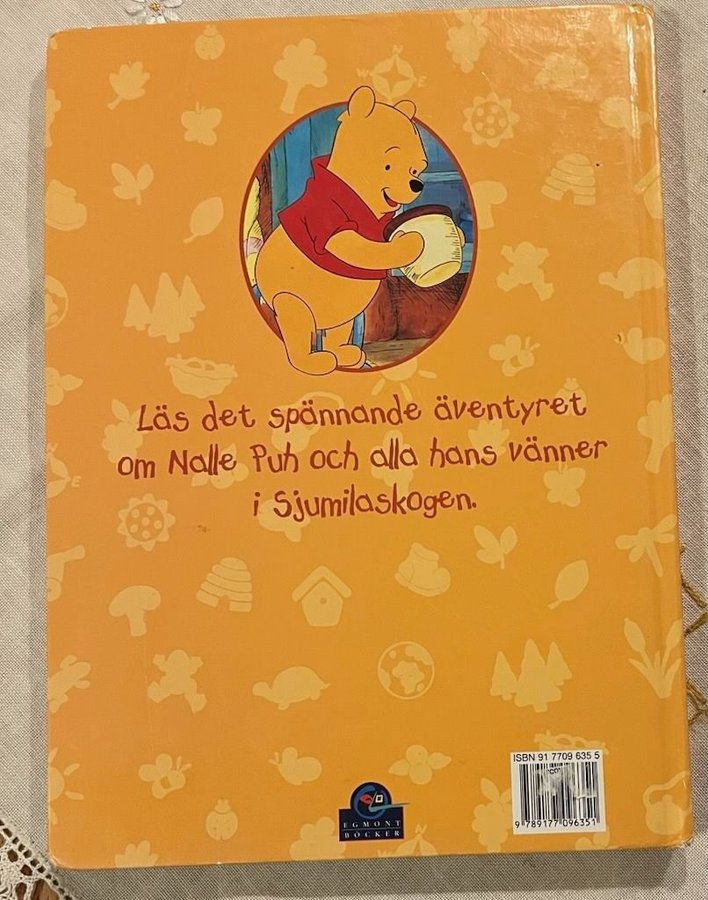 Läs det spännande äventyret
om Nalle Puh och alla hans vänner
i Sjumilaskogen.
ISBN 91 7709 635 5
9 789177 096351
EGMONT
BÖCKER